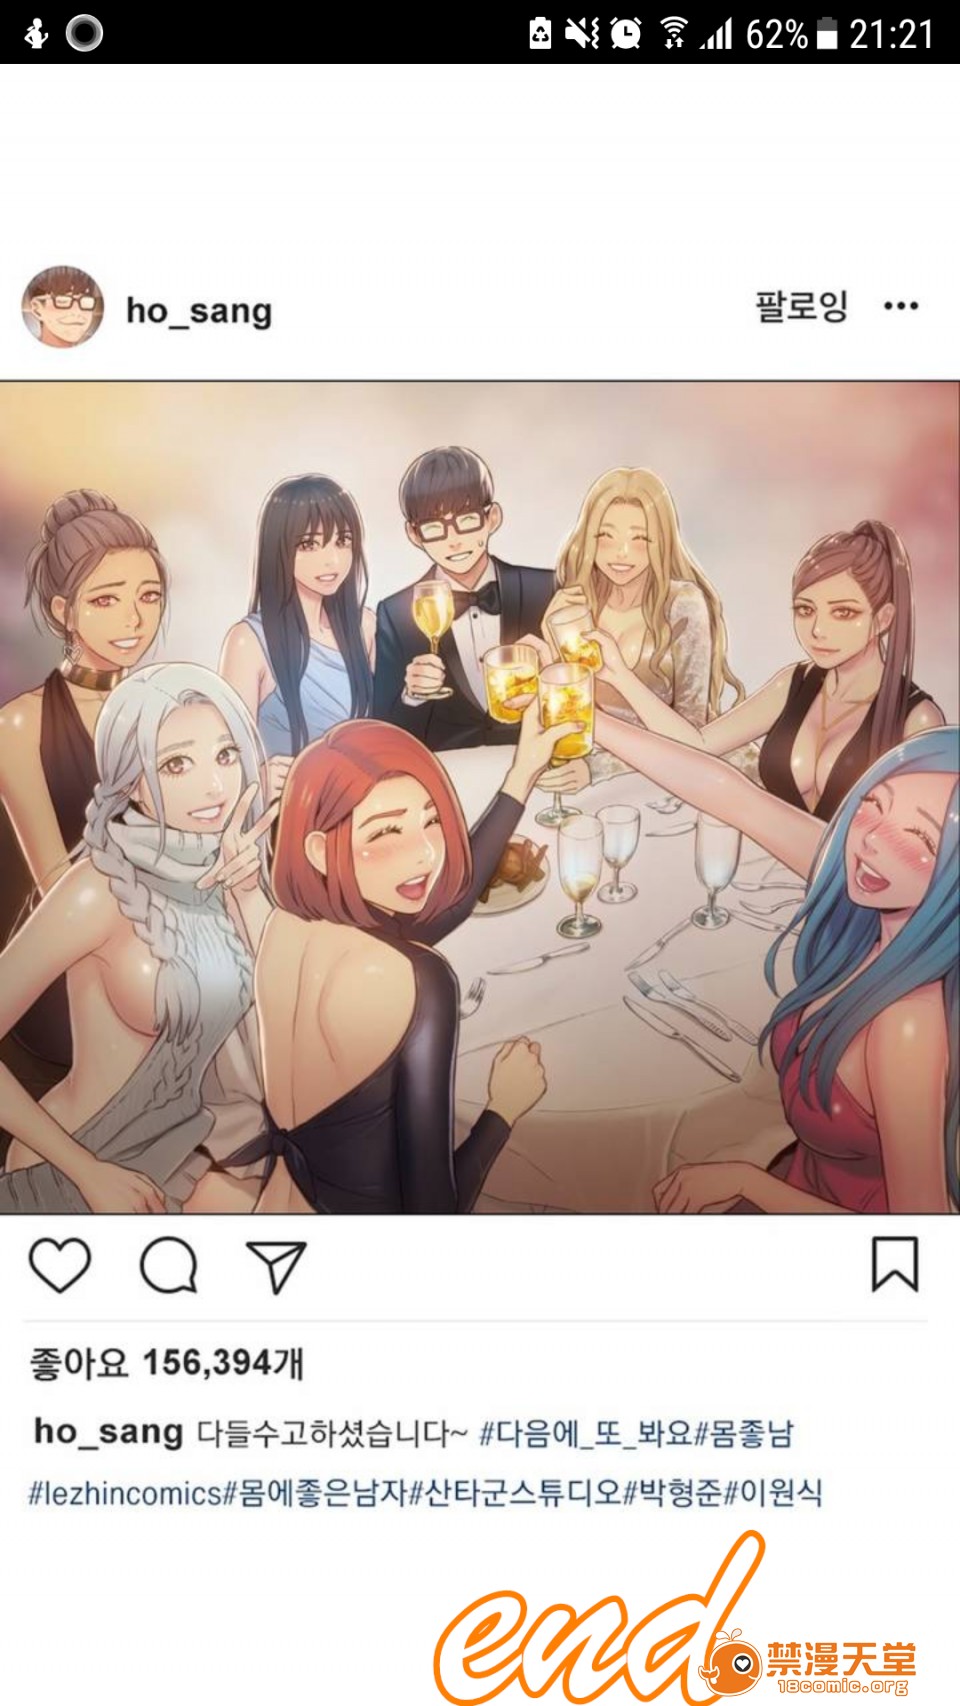 62% 21:21
ho_sang 팔로잉
좋아요 156,394개
ho_sang 다들수고하셨습니다~ #다음에_또_봐요#몸좋남
#lezhincomics#몸에좋은남자#산타군스튜디오#박형준#이원식
end
禁漫天堂
18comic.org